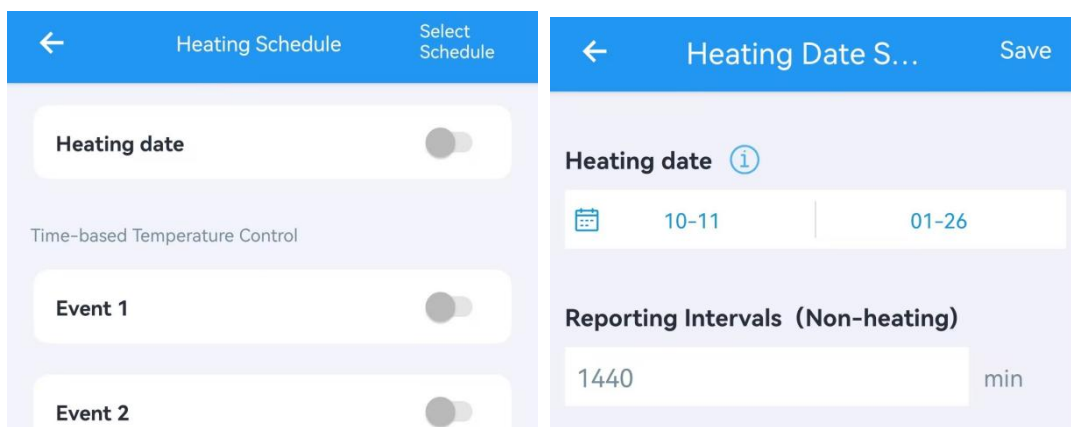 Heating Schedule
Select
Schedule
Heating date
Time-based Temperature Control
Event 1
Event 2
Heating Date S...
Save
Heating date
10-11
01-26
Reporting Intervals (Non-heating)
1440
min